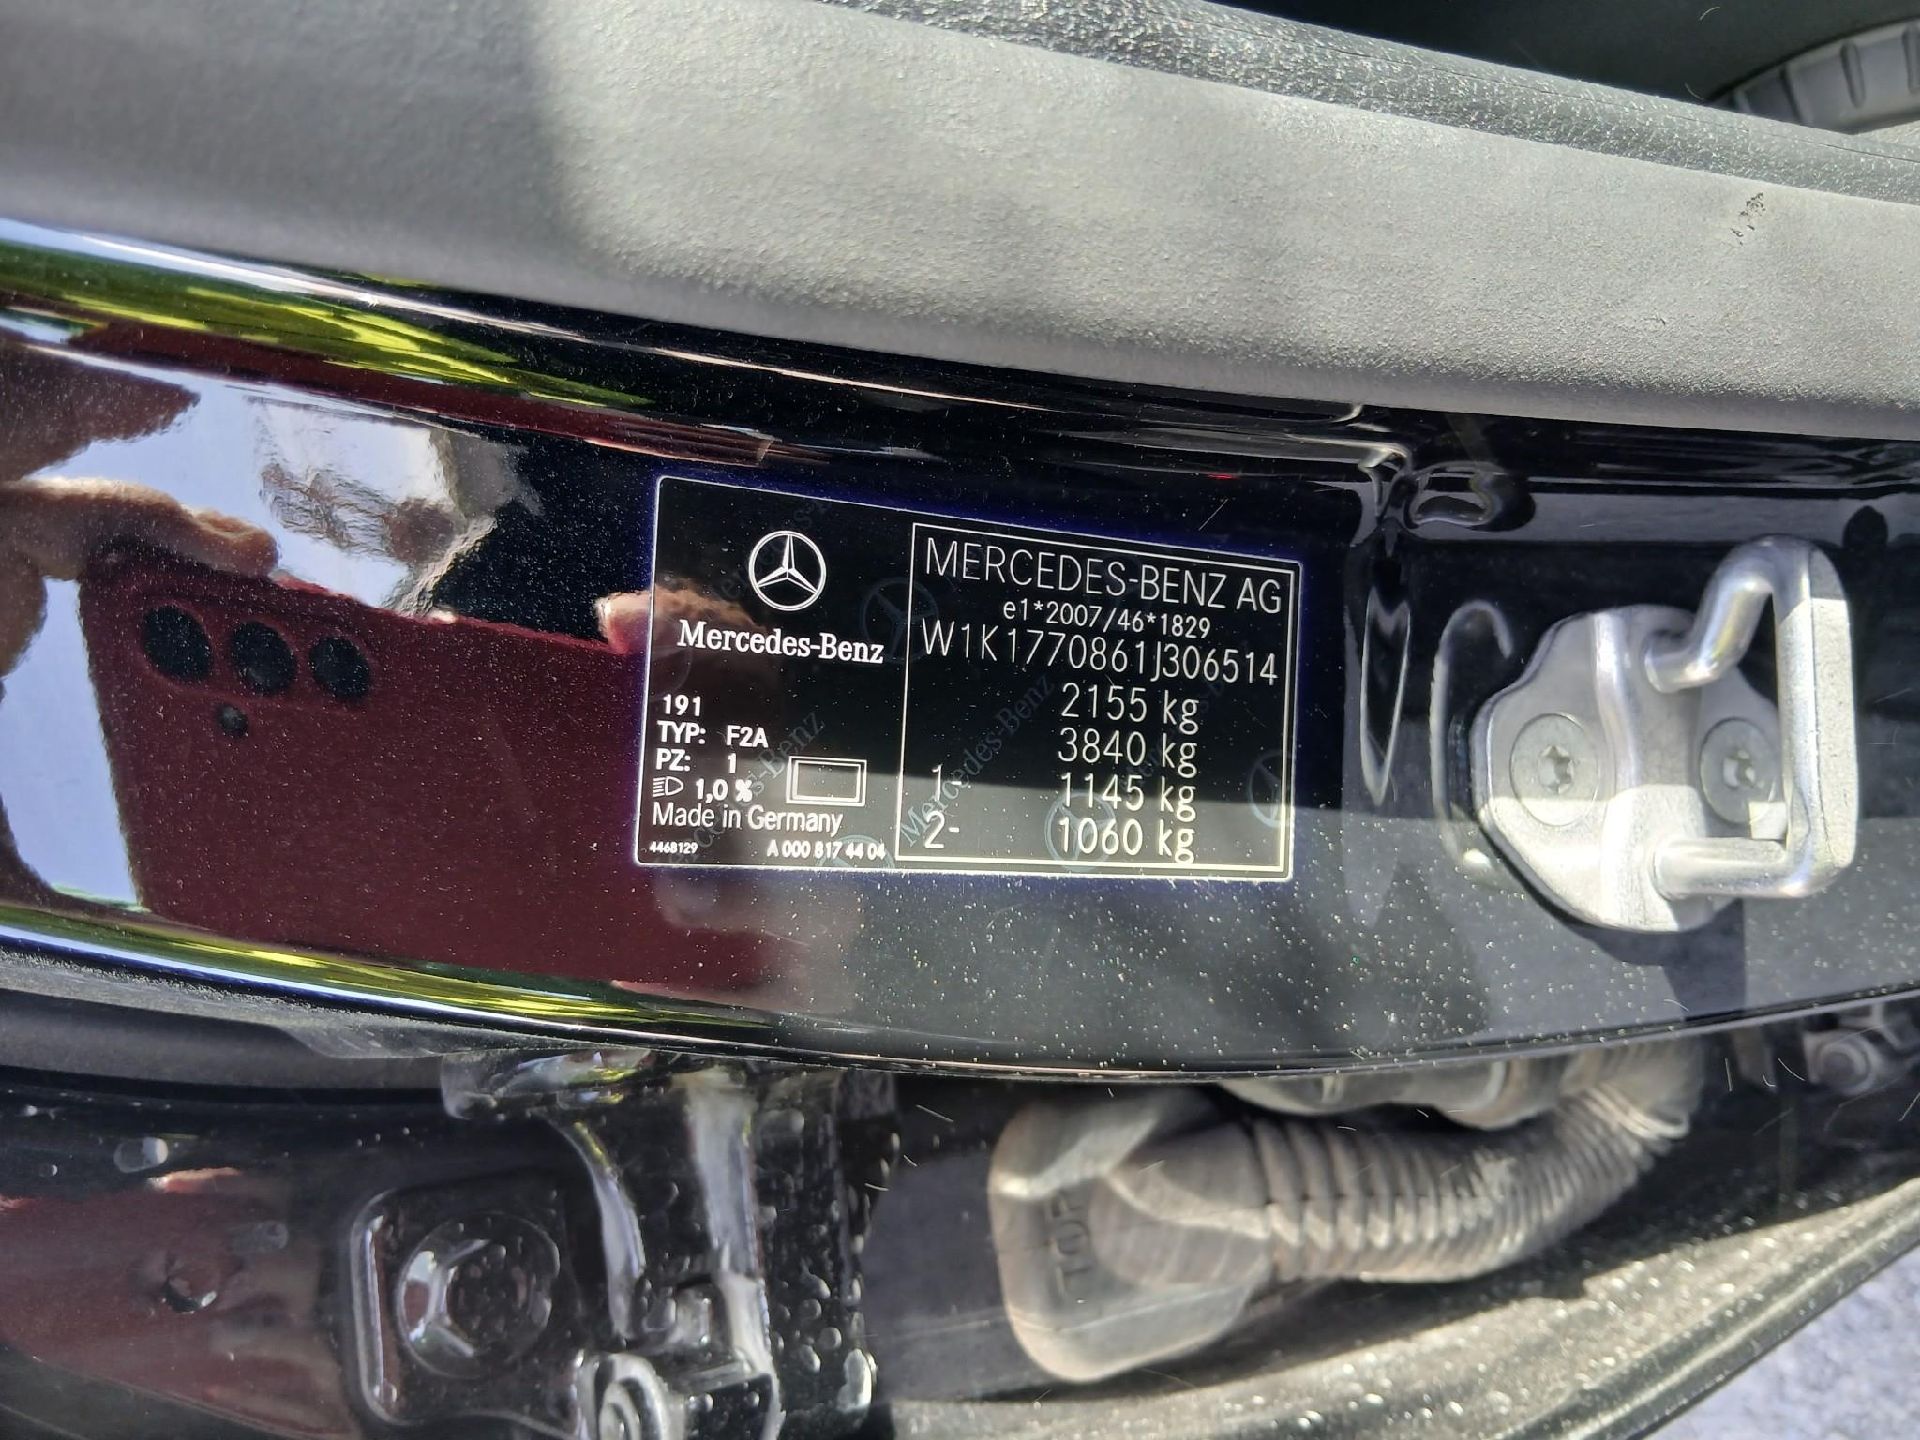 Mercedes-Benz
191
TYP: F2A
PZ: 1
1,0 %
Made in Germany
4468129 A 000 817 44 04
MERCEDES-BENZ AG
e1*2007/46*1829
W1K1770861J306514
2155 kg
3840 kg
1- 1145 kg
2- 1060 kg
TOP